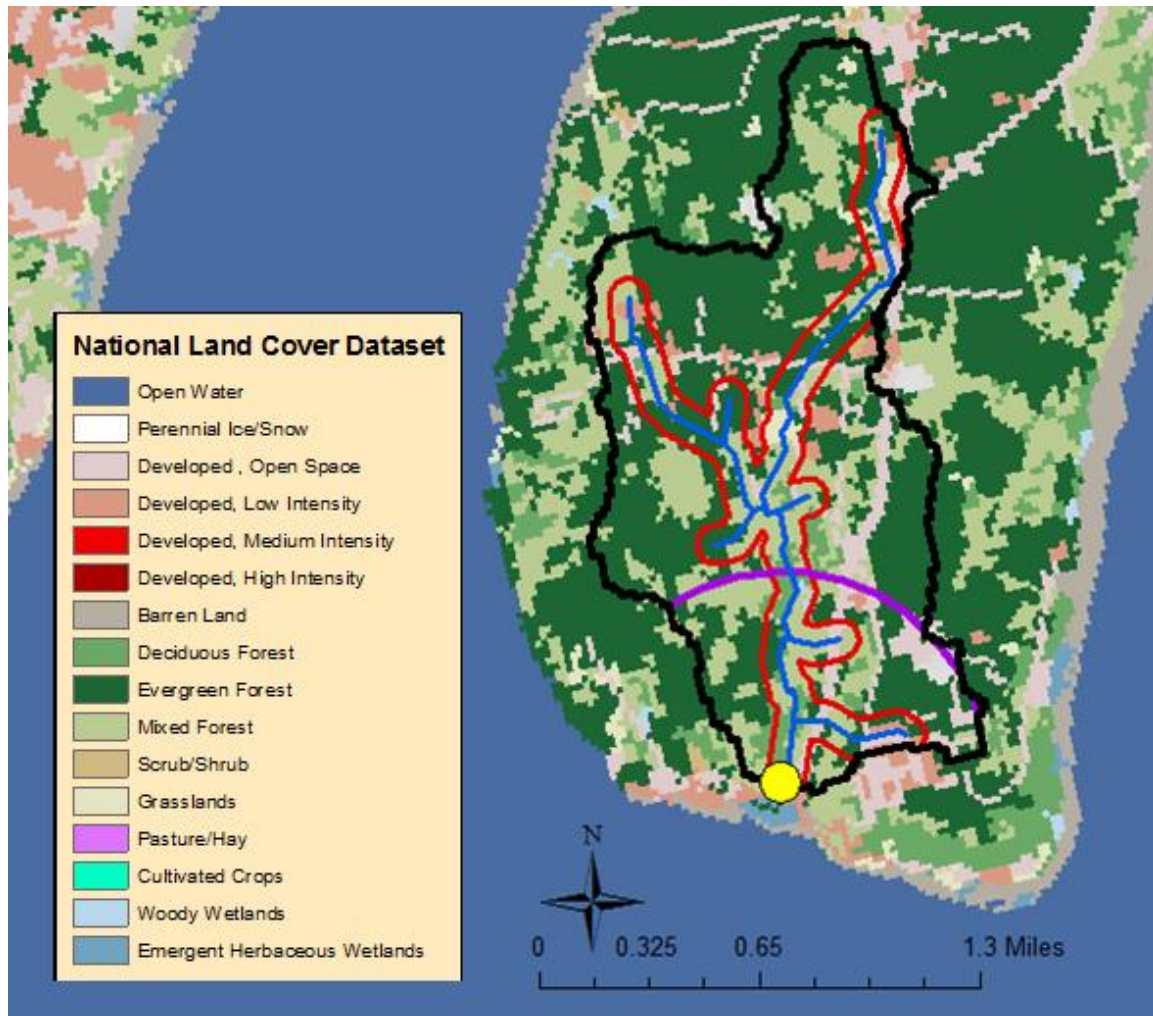 National Land Cover Dataset
Open Water
Perennial Ice/Snow
Developed , Open Space
Developed, Low Intensity
Developed, Medium Intensity
Developed, High Intensity
Barren Land
Deciduous Forest
Evergreen Forest
Mixed Forest
Scrub/Shrub
Grasslands
Pasture/Hay
Cultivated Crops
Woody Wetlands
Emergent Herbaceous Wetlands
N
0 0.325 0.65 1.3 Miles